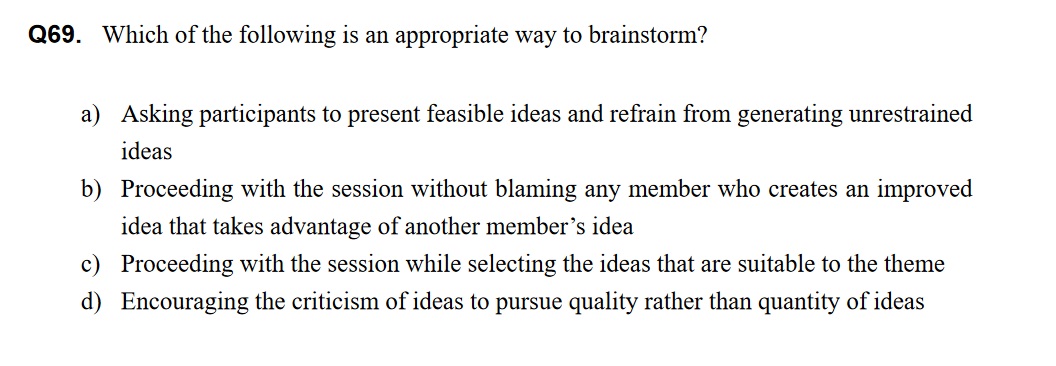 Q69. Which of the following is an appropriate way to brainstorm?
a) Asking participants to present feasible ideas and refrain from generating unrestrained
ideas
b) Proceeding with the session without blaming any member who creates an improved
idea that takes advantage of another member’s idea
c) Proceeding with the session while selecting the ideas that are suitable to the theme
d) Encouraging the criticism of ideas to pursue quality rather than quantity of ideas